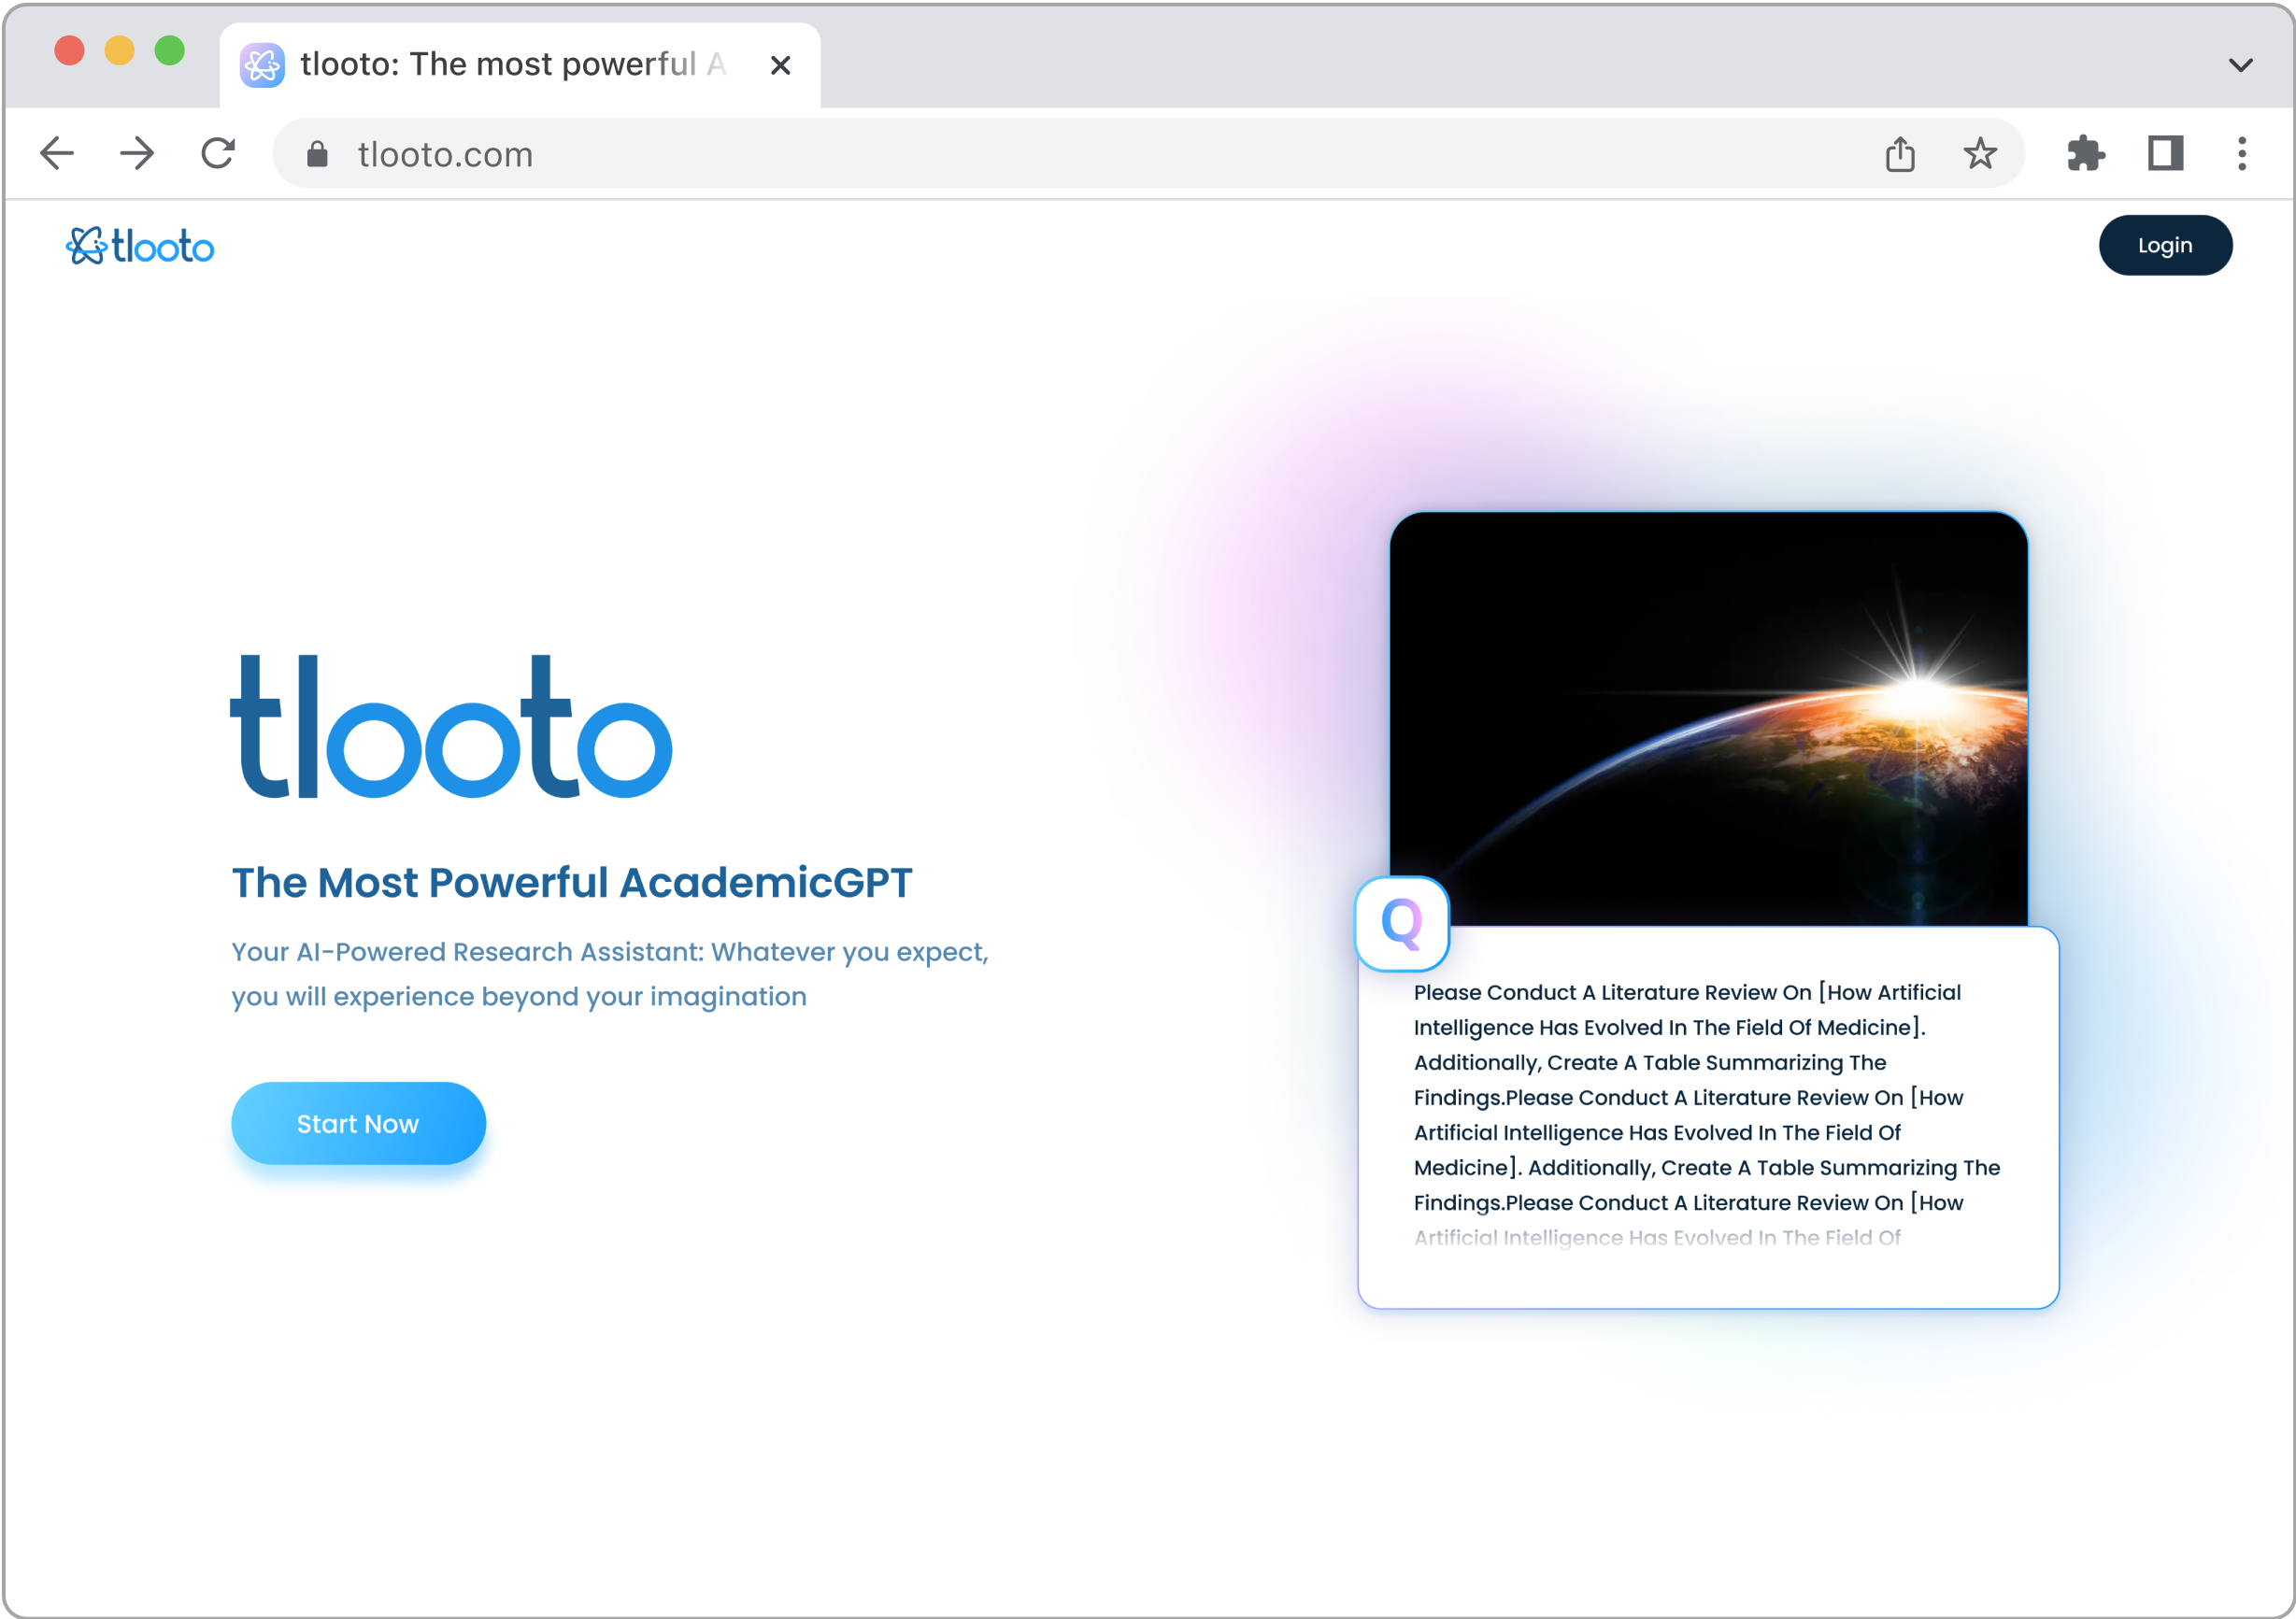 tlooto: The most powerful A
tlooto.com
tlooto
Login
tlooto
The Most Powerful AcademicGPT
Your AI-Powered Research Assistant: Whatever you expect,
you will experience beyond your imagination
Start Now
Q
Please Conduct A Literature Review On [How Artificial
Intelligence Has Evolved In The Field Of Medicine].
Additionally, Create A Table Summarizing The
Findings.Please Conduct A Literature Review On [How
Artificial Intelligence Has Evolved In The Field Of
Medicine]. Additionally, Create A Table Summarizing The
Findings.Please Conduct A Literature Review On [How
Artificial Intelligence Has Evolved In The Field Of